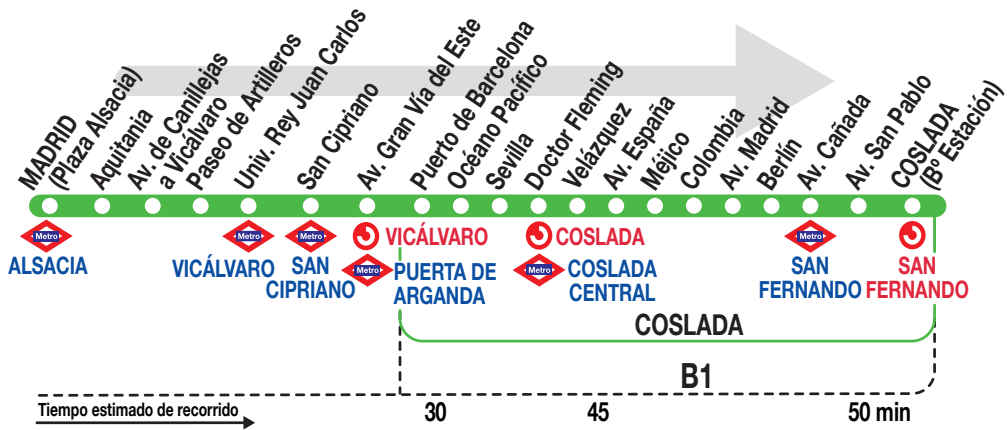 MADRID
(Plaza Alsacia)
Aquitania
Av. de Canillejas
a Vicálvaro
Paseo de Artilleros
Univ. Rey Juan Carlos
San Cipriano
Av. Gran Vía del Este
Puerto de Barcelona
Océano Pacífico
Sevilla
Doctor Fleming
Velázquez
Av. España
Méjico
Colombia
Av. Madrid
Berlín
Av. Cañada
Av. San Pablo
COSLADA
(Bº Estación)
Metro
ALSACIA
Metro
VICÁLVARO
Metro
SAN
CIPRIANO
VICÁLVARO
Metro
PUERTA DE
ARGANDA
COSLADA
Metro
COSLADA
CENTRAL
Metro
SAN
FERNANDO
SAN
FERNANDO
COSLADA
B1
Tiempo estimado de recorrido
30
45
50 min